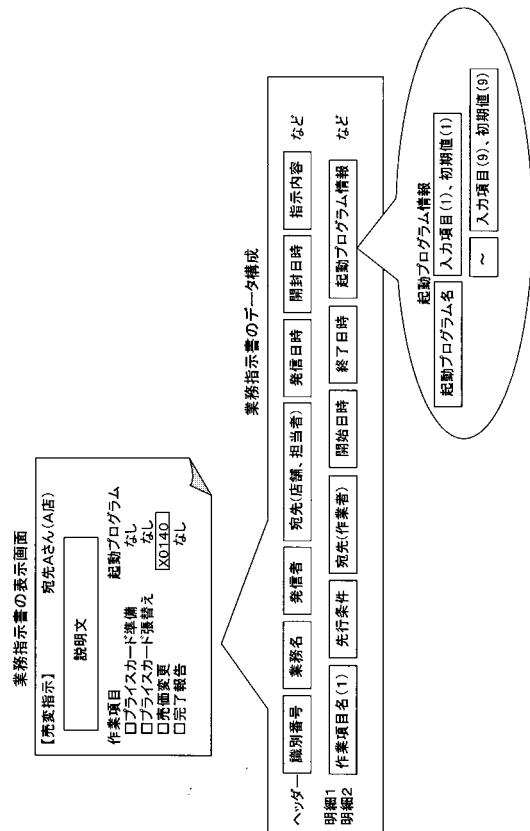 業務指示書の表示画面
【売変指示】 宛先Aさん(A店)
説明文
作業項目 起動プログラム
□プライスカード準備 なし
□プライスカード張替え なし
□売価変更 X0140
□完了報告 なし
業務指示書のデータ構成
ヘッダー 識別番号 業務名 発信者 宛先(店舗、担当者) 発信日時 開封日時 指示内容 など
明細1 作業項目名(1) 先行条件 宛先(作業者) 開始日時 終了日時 起動プログラム情報 など
明細2
起動プログラム情報
起動プログラム名 入力項目(1)、初期値(1)
~ 入力項目(9)、初期値(9)